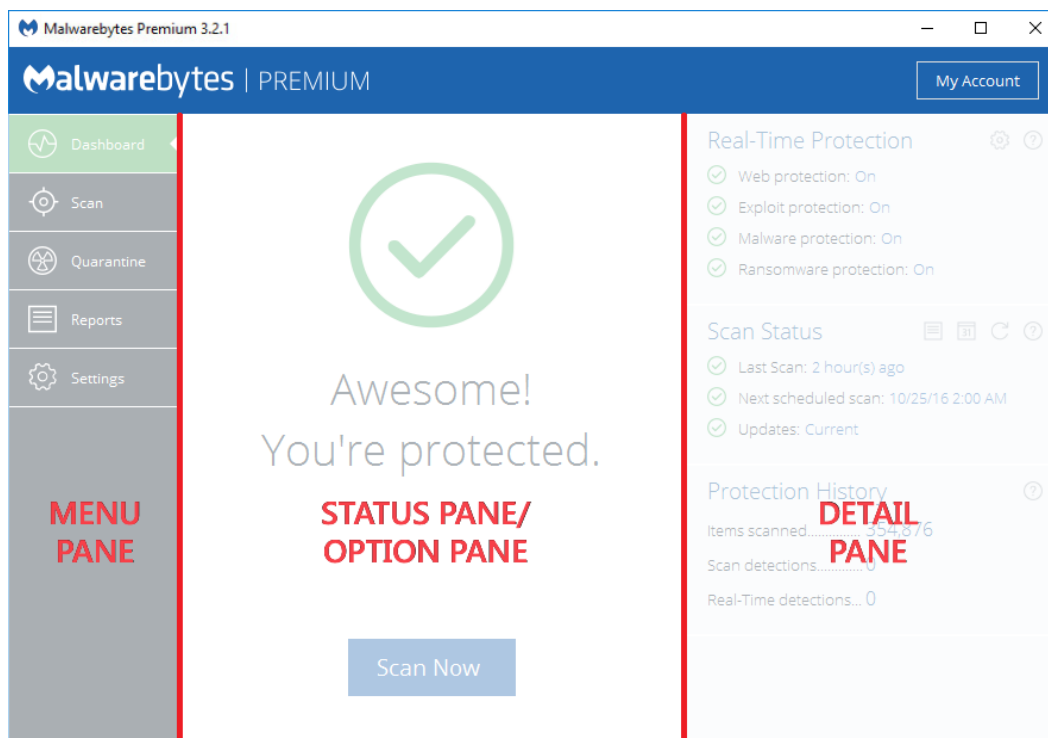 Malwarebytes Premium 3.2.1
Malwarebytes | PREMIUM
My Account
Dashboard
Scan
Quarantine
Reports
Settings
MENU
PANE
Awesome!
You're protected.
STATUS PANE/
OPTION PANE
Scan Now
Real-Time Protection
Web protection: On
Exploit protection: On
Malware protection: On
Ransomware protection: On
Scan Status
31
Last Scan: 2 hour(s) ago
Next scheduled scan: 10/25/16 2:00 AM
Updates: Current
Protection History
Items scanned.............. 354,876
Scan detections............ 0
Real-Time detections... 0
DETAIL
PANE